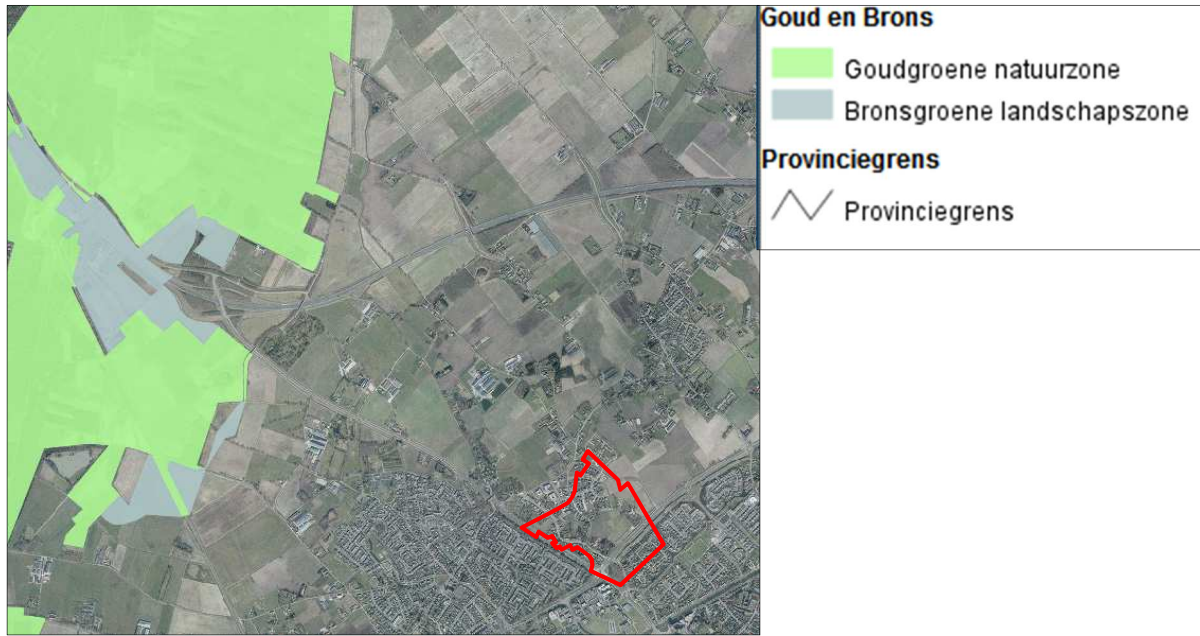 Goud en Brons
Goudgroene natuurzone
Bronsgroene landschapszone
Provinciegrens
Provinciegrens